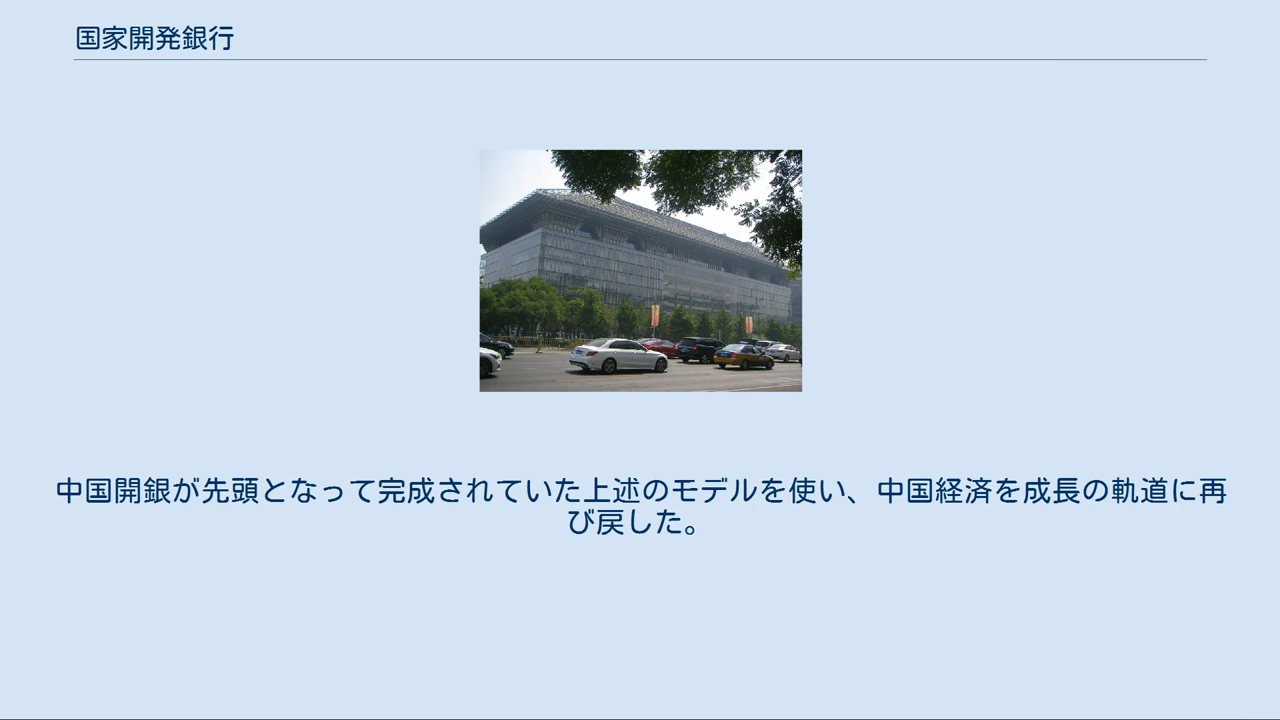 国家開発銀行
中国開銀が先頭となって完成されていた上述のモデルを使い、中国経済を成長の軌道に再
び戻した。